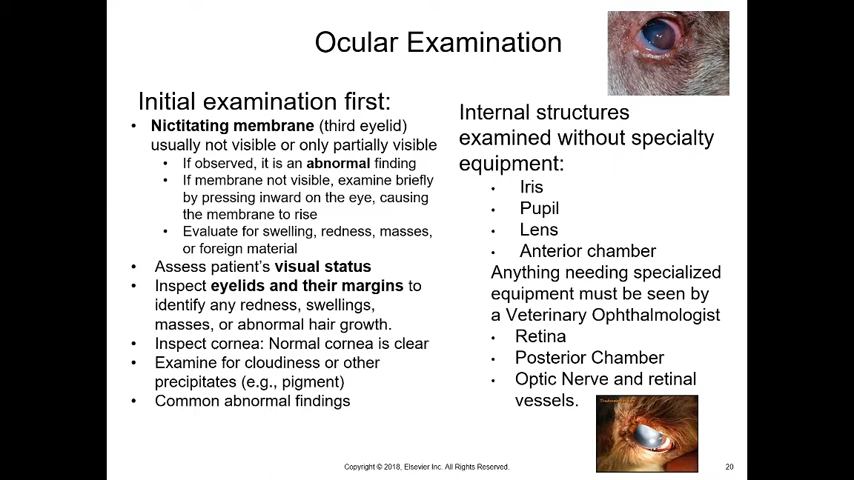 Ocular Examination
Initial examination first:
• Nictitating membrane (third eyelid)
usually not visible or only partially visible
• If observed, it is an abnormal finding
• If membrane not visible, examine briefly
by pressing inward on the eye, causing
the membrane to rise
• Evaluate for swelling, redness, masses,
or foreign material
• Assess patient's visual status
• Inspect eyelids and their margins to
identify any redness, swellings,
masses, or abnormal hair growth.
• Inspect cornea: Normal cornea is clear
• Examine for cloudiness or other
precipitates (e.g., pigment)
• Common abnormal findings
Internal structures
examined without specialty
equipment:
• Iris
• Pupil
• Lens
• Anterior chamber
Anything needing specialized
equipment must be seen by
a Veterinary Ophthalmologist
• Retina
• Posterior Chamber
• Optic Nerve and retinal
vessels.
Copyright © 2018, Elsevier Inc. All Rights Reserved.
20